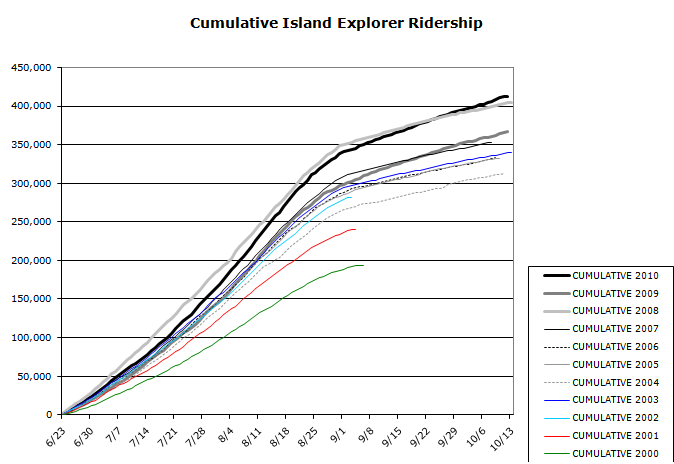 Cumulative Island Explorer Ridership
450,000
400,000
350,000
300,000
250,000
200,000
150,000
100,000
50,000
0
6/23
6/30
7/7
7/14
7/21
7/28
8/4
8/11
8/18
8/25
9/1
9/8
9/15
9/22
9/29
10/6
10/13
CUMULATIVE 2010
CUMULATIVE 2009
CUMULATIVE 2008
CUMULATIVE 2007
CUMULATIVE 2006
CUMULATIVE 2005
CUMULATIVE 2004
CUMULATIVE 2003
CUMULATIVE 2002
CUMULATIVE 2001
CUMULATIVE 2000